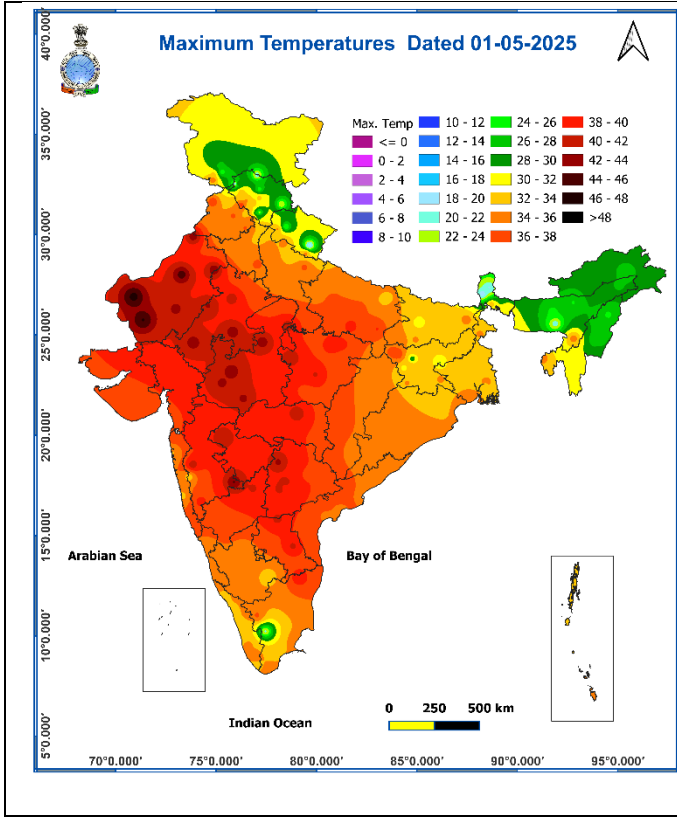 Maximum Temperatures Dated 01-05-2025
Max. Temp
<= 0
0 - 2
2 - 4
4 - 6
6 - 8
8 - 10
10 - 12
12 - 14
14 - 16
16 - 18
18 - 20
20 - 22
22 - 24
24 - 26
26 - 28
28 - 30
30 - 32
32 - 34
34 - 36
36 - 38
38 - 40
40 - 42
42 - 44
44 - 46
46 - 48
>48
40°0.000'
35°0.000'
30°0.000'
25°0.000'
20°0.000'
15°0.000'
10°0.000'
5°0.000'
Arabian Sea
Bay of Bengal
Indian Ocean
0 250 500 km
70°0.000' 75°0.000' 80°0.000' 85°0.000' 90°0.000' 95°0.000'